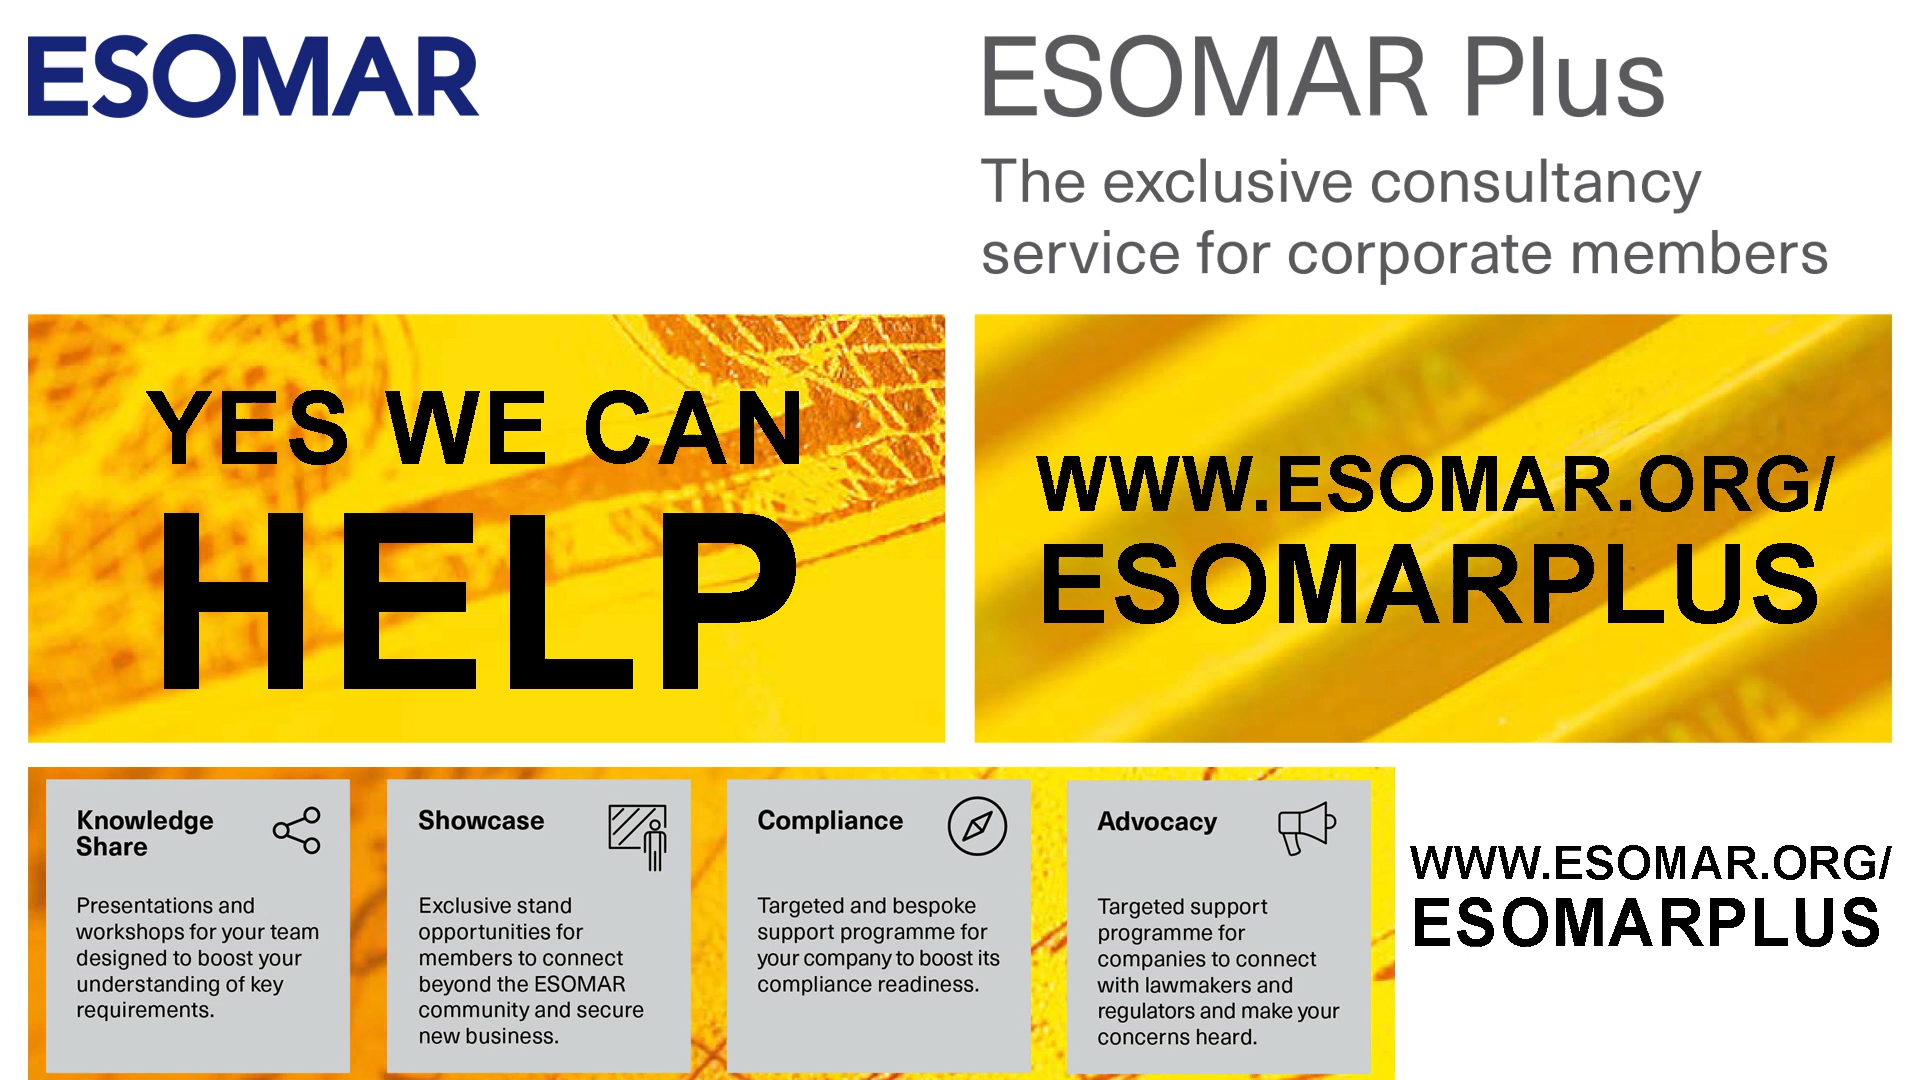 ESOMAR
ESOMAR Plus
The exclusive consultancy
service for corporate members
YES WE CAN
HELP
WWW.ESOMAR.ORG/
ESOMARPLUS
Knowledge
Share
Presentations and
workshops for your team
designed to boost your
understanding of key
requirements.
Showcase
Exclusive stand
opportunities for
members to connect
beyond the ESOMAR
community and secure
new business.
Compliance
Targeted and bespoke
support programme for
your company to boost its
compliance readiness.
Advocacy
Targeted support
programme for
companies to connect
with lawmakers and
regulators and make your
concerns heard.
WWW.ESOMAR.ORG/
ESOMARPLUS